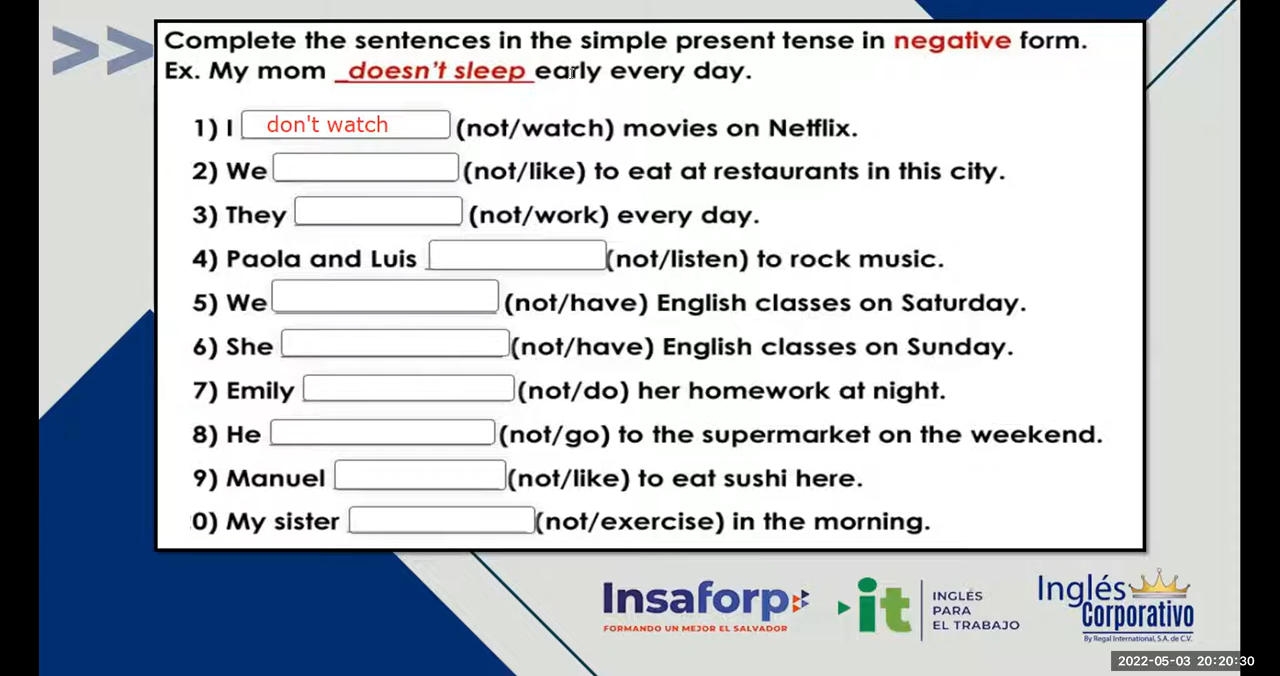 Complete the sentences in the simple present tense in negative form.
Ex. My mom _doesn't sleep_ early every day.
1) I don't watch (not/watch) movies on Netflix.
2) We (not/like) to eat at restaurants in this city.
3) They (not/work) every day.
4) Paola and Luis (not/listen) to rock music.
5) We (not/have) English classes on Saturday.
6) She (not/have) English classes on Sunday.
7) Emily (not/do) her homework at night.
8) He (not/go) to the supermarket on the weekend.
9) Manuel (not/like) to eat sushi here.
0) My sister (not/exercise) in the morning.
Insaforp
FORMANDO UN MEJOR EL SALVADOR
it
INGLÉS
PARA
EL TRABAJO
Inglés
Corporativo
By Regal International, S.A. de C.V.
2022-05-03 20:20:30